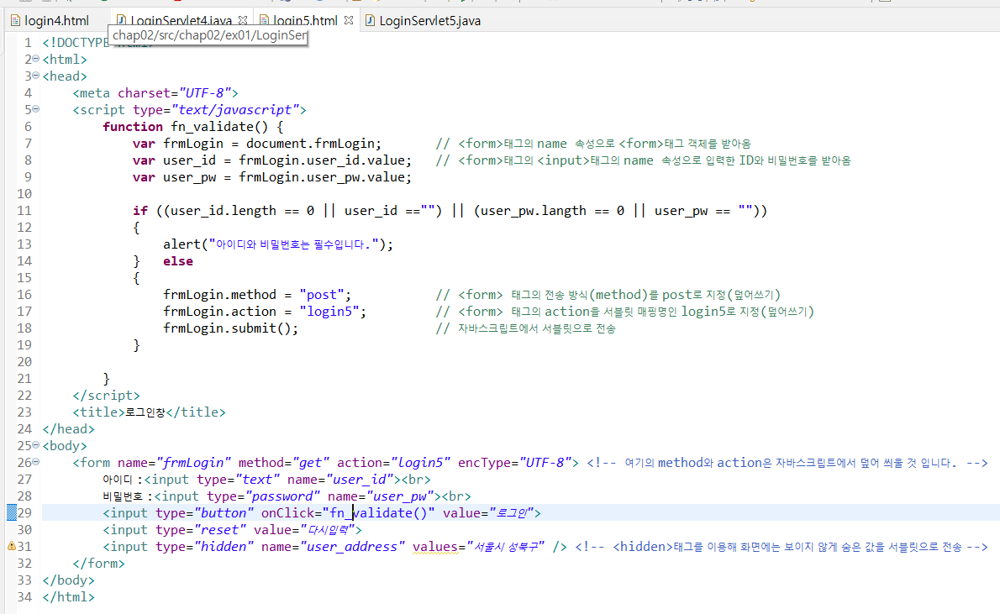 login4.html LoginServlet4.java login5.html LoginServlet5.java
chap02/src/chap02/ex01/LoginSer
1 <!DOCTYPE html>
2 <html>
3 <head>
4 <meta charset="UTF-8">
5 <script type="text/javascript">
6 function fn_validate() {
7 var frmLogin = document.frmLogin; // <form>태그의 name 속성으로 <form>태그 객체를 받아옴
8 var user_id = frmLogin.user_id.value; // <form>태그의 <input>태그의 name 속성으로 입력한 ID와 비밀번호를 받아옴
9 var user_pw = frmLogin.user_pw.value;
10
11 if ((user_id.length == 0 || user_id =="") || (user_pw.langth == 0 || user_pw == ""))
12 {
13 alert("아이디와 비밀번호는 필수입니다.");
14 } else
15 {
16 frmLogin.method = "post"; // <form> 태그의 전송 방식(method)를 post로 지정(덮어쓰기)
17 frmLogin.action = "login5"; // <form> 태그의 action을 서블릿 매핑명인 login5로 지정(덮어쓰기)
18 frmLogin.submit(); // 자바스크립트에서 서블릿으로 전송
19 }
20
21 }
22 </script>
23 <title>로그인창</title>
24 </head>
25 <body>
26 <form name="frmLogin" method="get" action="login5" encType="UTF-8"> <!-- 여기의 method와 action은 자바스크립트에서 덮어 씌울 것 입니다. -->
27 아이디 :<input type="text" name="user_id"><br>
28 비밀번호 :<input type="password" name="user_pw"><br>
29 <input type="button" onClick="fn_validate()" value="로그인">
30 <input type="reset" value="다시입력">
31 <input type="hidden" name="user_address" values="서울시 성북구" /> <!-- <hidden>태그를 이용해 화면에는 보이지 않게 숨은 값을 서블릿으로 전송 -->
32 </form>
33 </body>
34 </html>